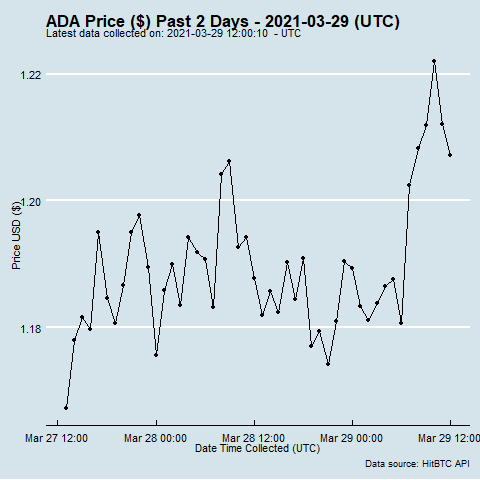 ADA Price ($) Past 2 Days - 2021-03-29 (UTC)
Latest data collected on: 2021-03-29 12:00:10 - UTC
1.22
1.20
1.18
Price USD ($)
Mar 27 12:00 Mar 28 00:00 Mar 28 12:00 Mar 29 00:00 Mar 29 12:00
Date Time Collected (UTC)
Data source: HitBTC API